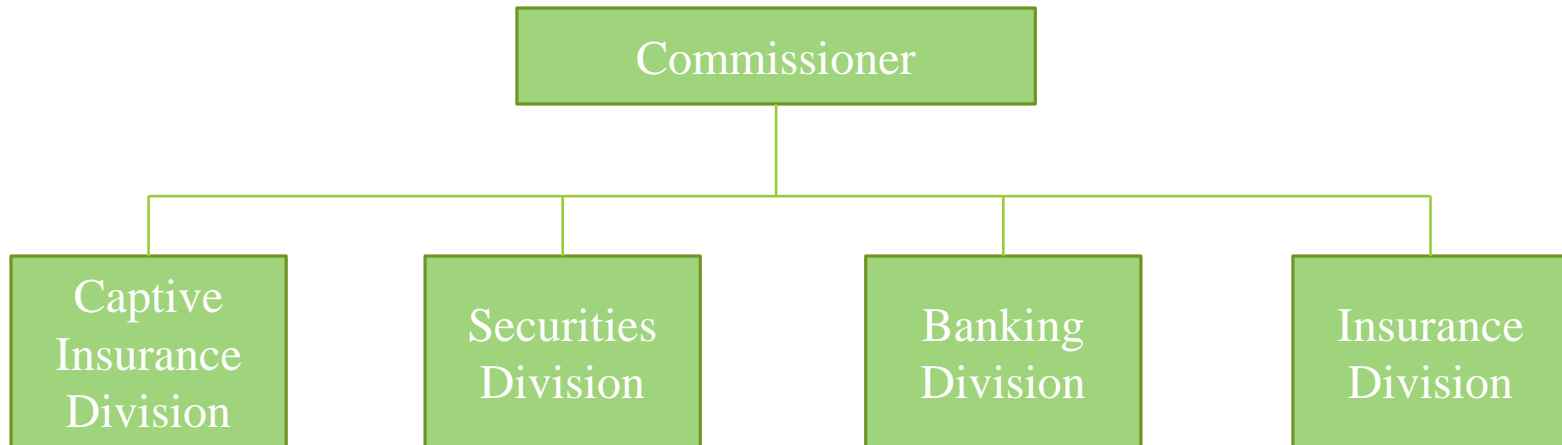 Commissioner
Captive
Insurance
Division
Securities
Division
Banking
Division
Insurance
Division